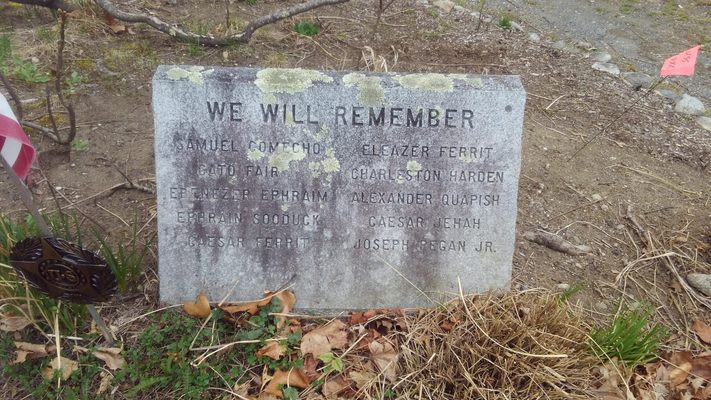 WE WILL REMEMBER
SAMUEL COMECHO
CATO FAIR
EBENEZER EPHRAIM
EPHRAIN SOODUCK
CAESAR FERRIT
ELEAZER FERRIT
CHARLESTON HARDEN
ALEXANDER QUAPISH
CAESAR JEHAH
JOSEPH PEGAN JR.